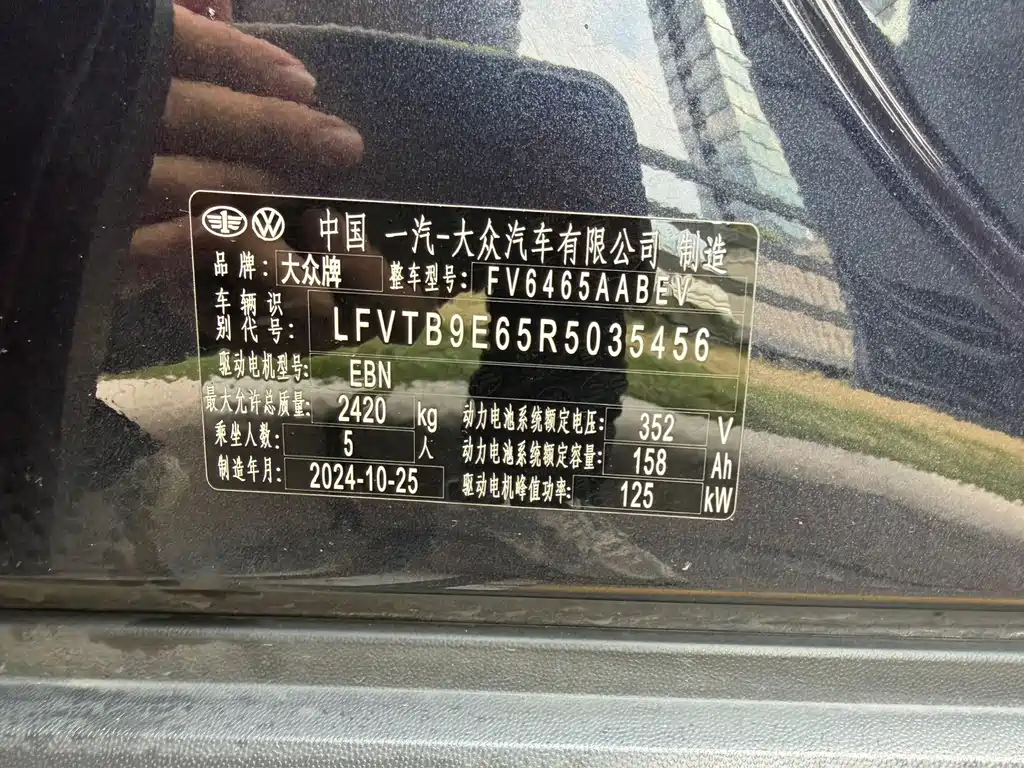 中国 一汽-大众汽车有限公司 制造
品牌: 大众牌 整车型号: FV6465AABEV
车辆识别代号: LFVTB9E65R5035456
驱动电机型号: EBN
最大允许总质量: 2420 kg 动力电池系统额定电压: 352 V
乘坐人数: 5 人 动力电池系统额定容量: 158 Ah
制造年月: 2024-10-25 驱动电机峰值功率: 125 kW